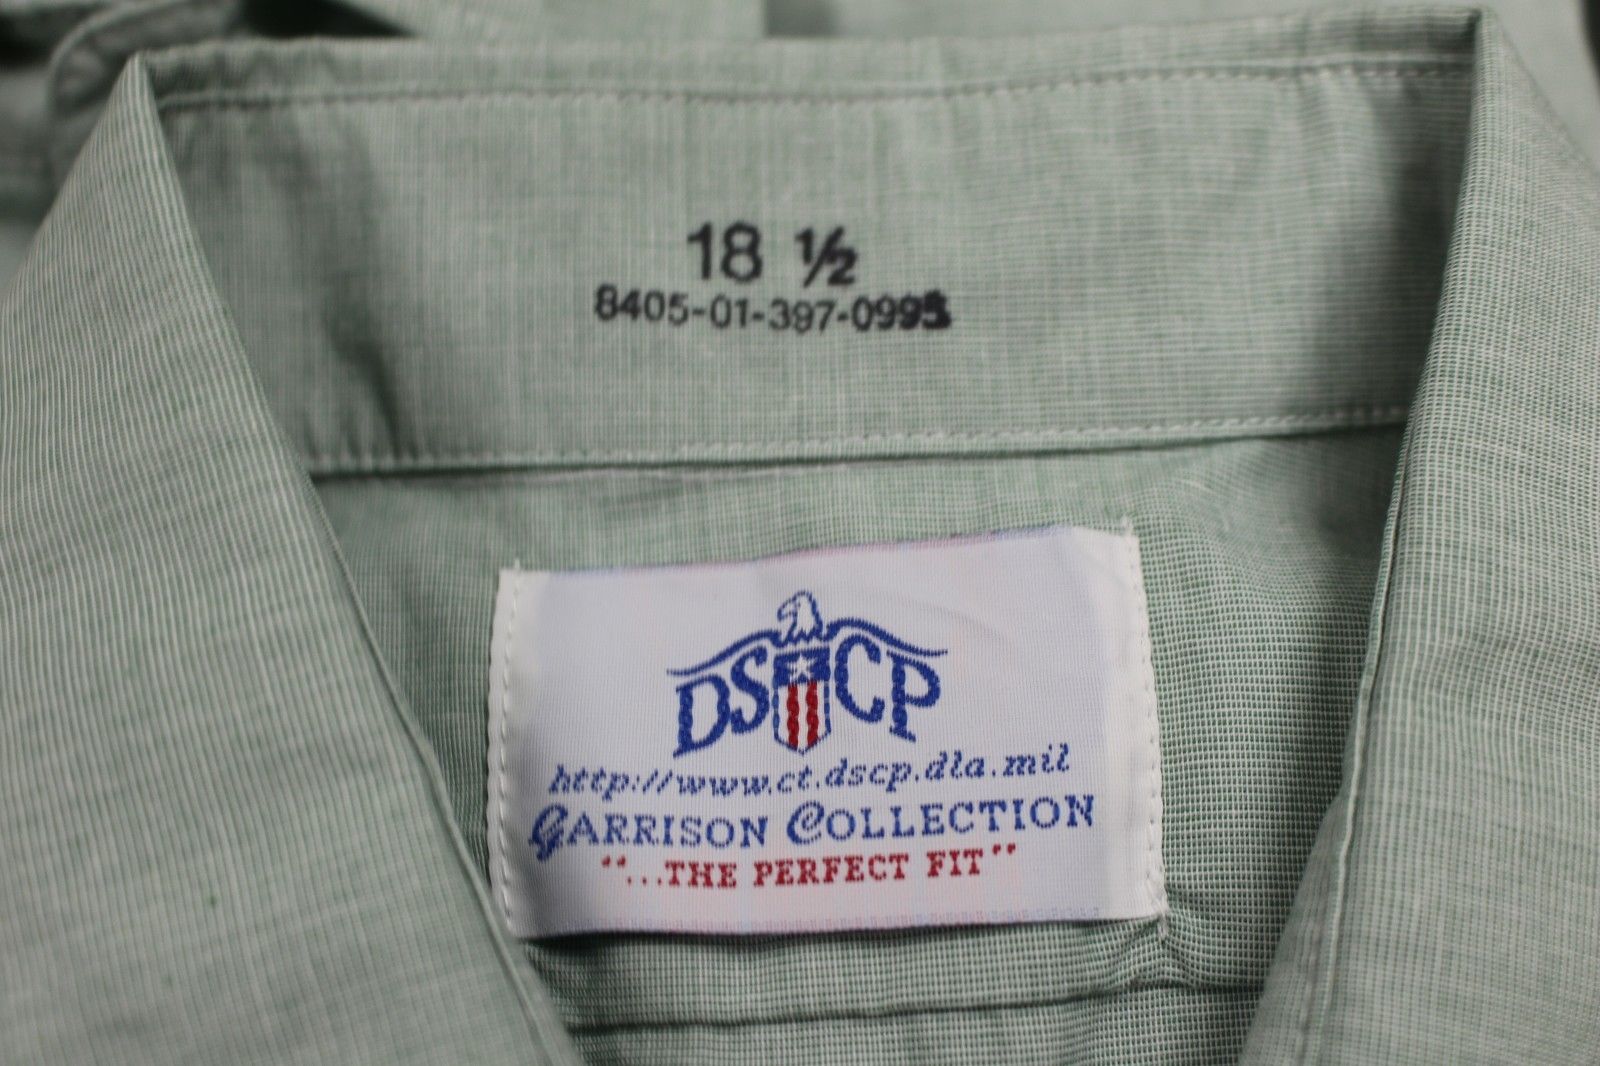 18 ½
8405-01-397-0995
DSCP
http://www.ct.dscp.dla.mil
GARRISON COLLECTION
"...THE PERFECT FIT"